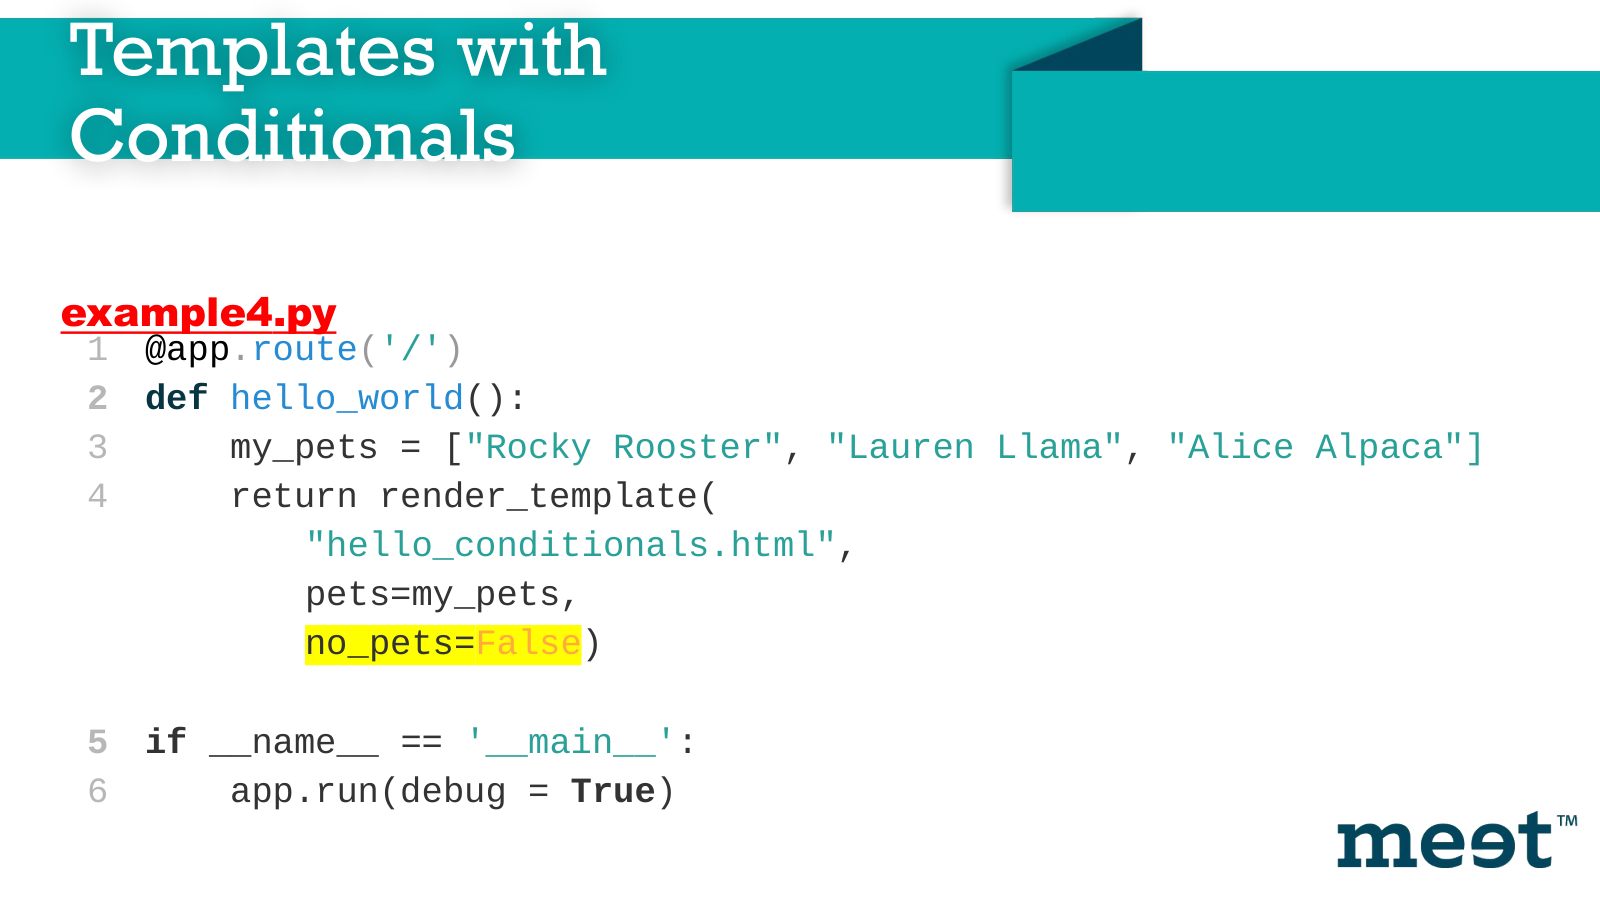 Templates with
Conditionals
example4.py
1 @app.route('/')
2 def hello_world():
3     my_pets = ["Rocky Rooster", "Lauren Llama", "Alice Alpaca"]
4     return render_template(
"hello_conditionals.html",
pets=my_pets,
no_pets=False)
5 if __name__ == '__main__':
6     app.run(debug = True)
meet™